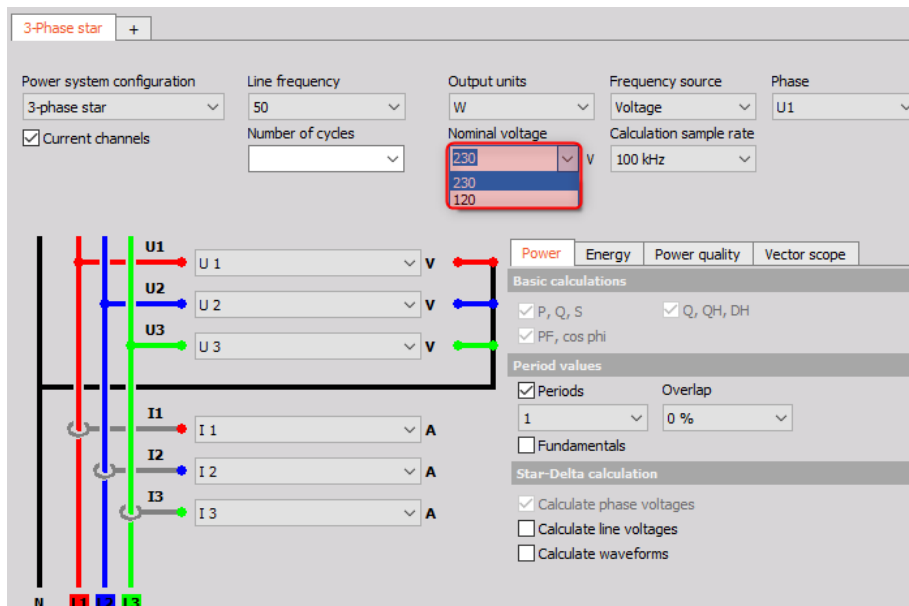 3-Phase star +
Power system configuration Line frequency Output units Frequency source Phase
3-phase star 50 W Voltage U1
Current channels Number of cycles Nominal voltage Calculation sample rate
230 V 100 kHz
230
120
U1
U 1 V
U2
U 2 V
U3
U 3 V
I1
I 1 A
I2
I 2 A
I3
I 3 A
N L1 L2 L3
Power Energy Power quality Vector scope
Basic calculations
P, Q, S Q, QH, DH
PF, cos phi
Period values
Periods Overlap
1 0 %
Fundamentals
Star-Delta calculation
Calculate phase voltages
Calculate line voltages
Calculate waveforms